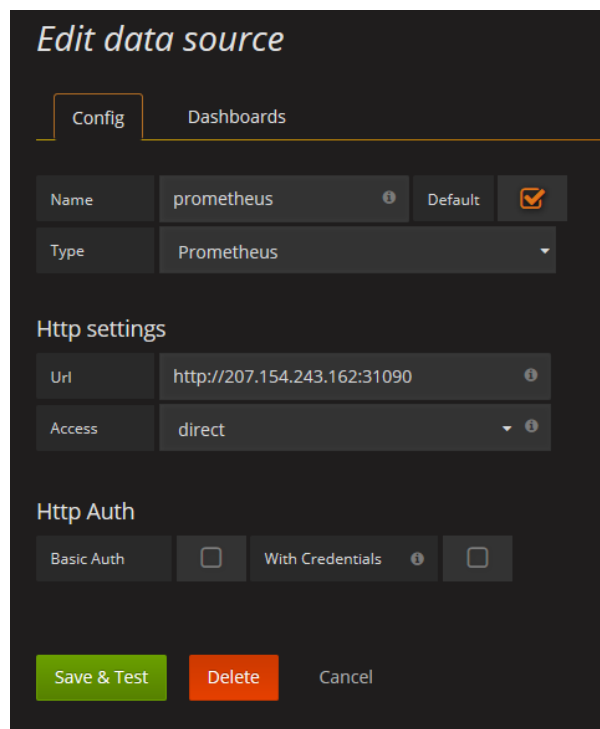 Edit data source
Config Dashboards
Name prometheus Default
Type Prometheus
Http settings
Url http://207.154.243.162:31090
Access direct
Http Auth
Basic Auth With Credentials
Save & Test Delete Cancel